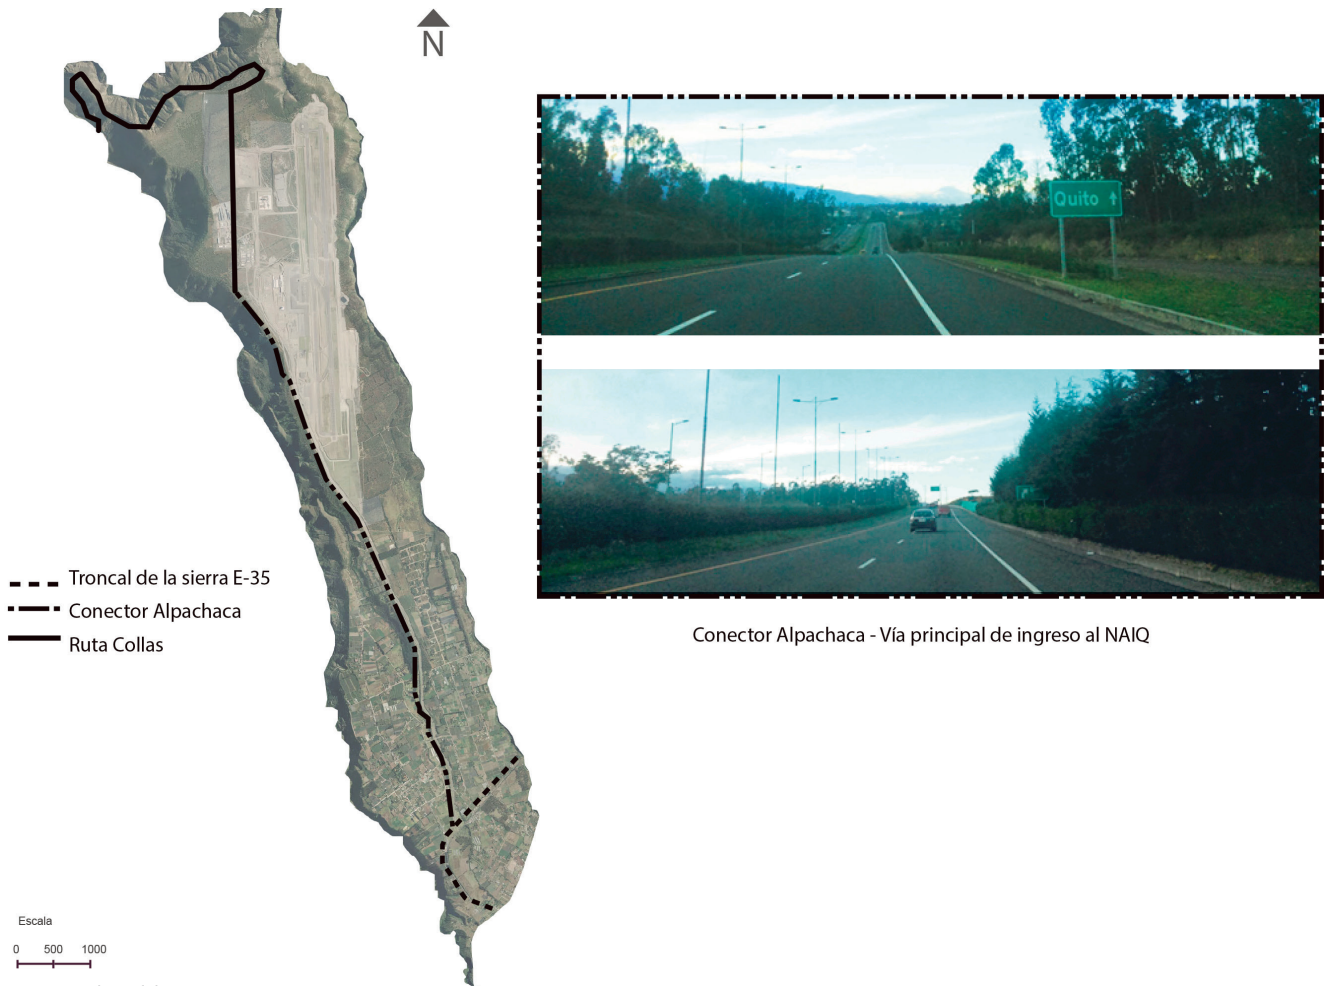 N
Quito
Troncal de la sierra E-35
Conector Alpachaca
Ruta Collas
Conector Alpachaca - Vía principal de ingreso al NAIQ
Escala
0 500 1000